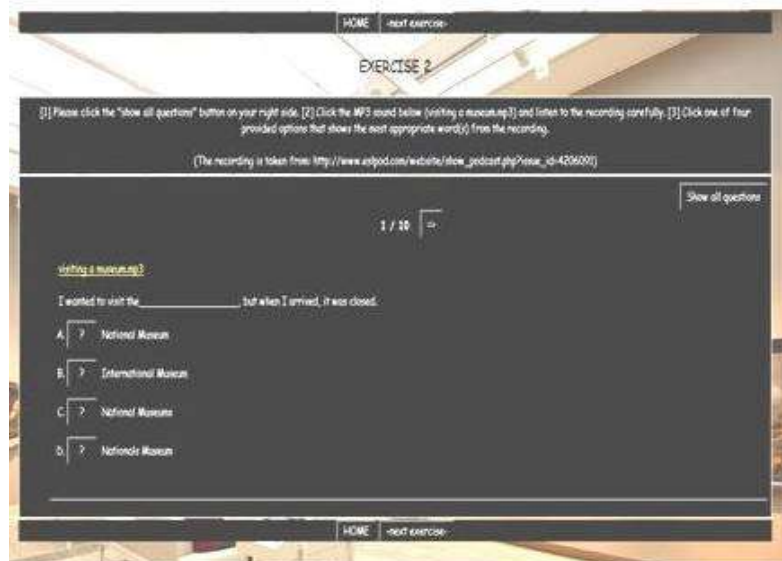 HOME -next exercise-
EXERCISE 2
[1] Please click the "show all questions" button on your right side. [2] Click the MP3 sound below (visiting a museum.mp3) and listen to the recording carefully. [3] Click one of four
provided options that shows the most appropriate word(s) from the recording.
(The recording is taken from: http://www.eslpod.com/website/show_podcast.php?issue_id=4206091)
Show all questions
1 / 10 =>
visiting a museum.mp3
I wanted to visit the____________________, but when I arrived, it was closed.
A. ? National Museum
B. ? International Museum
C. ? National Museums
D. ? Nationals Museum
HOME -next exercise-